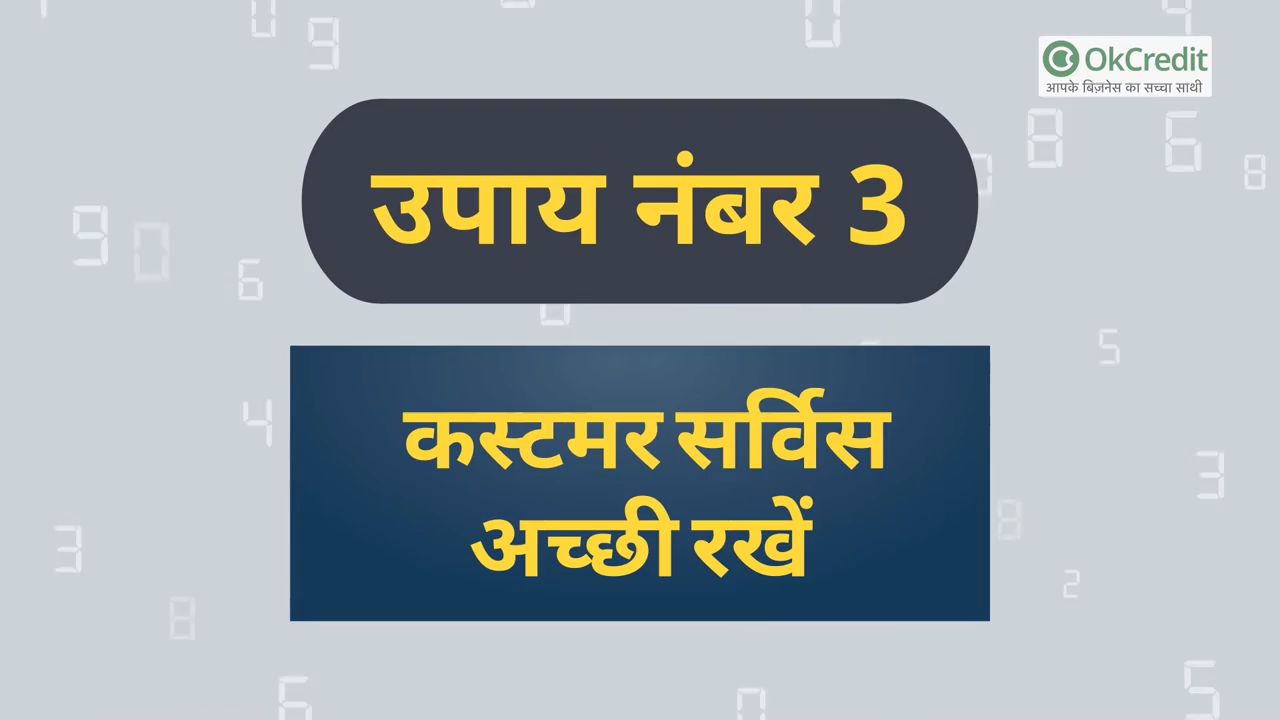 OkCredit
आपके बिज़नेस का सच्चा साथी
उपाय नंबर 3
कस्टमर सर्विस
अच्छी रखें